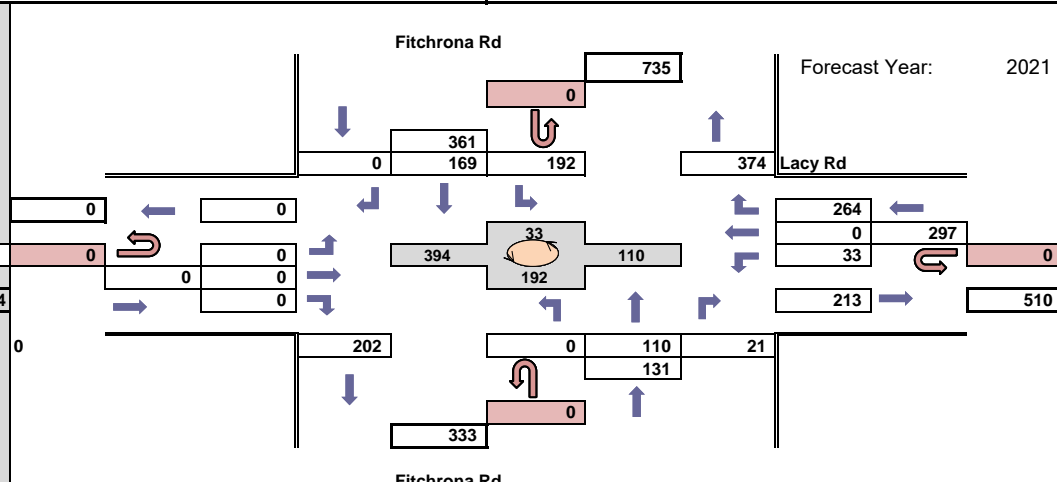 Fitchrona Rd
735
Forecast Year: 2021
0
361
0 169 192 374 Lacy Rd
0 0 264
33 0 297
0 0 394 110 33 0
0 0 192
4 0 213 510
0 202 0 110 21
131
0
333
Fitchrona Rd